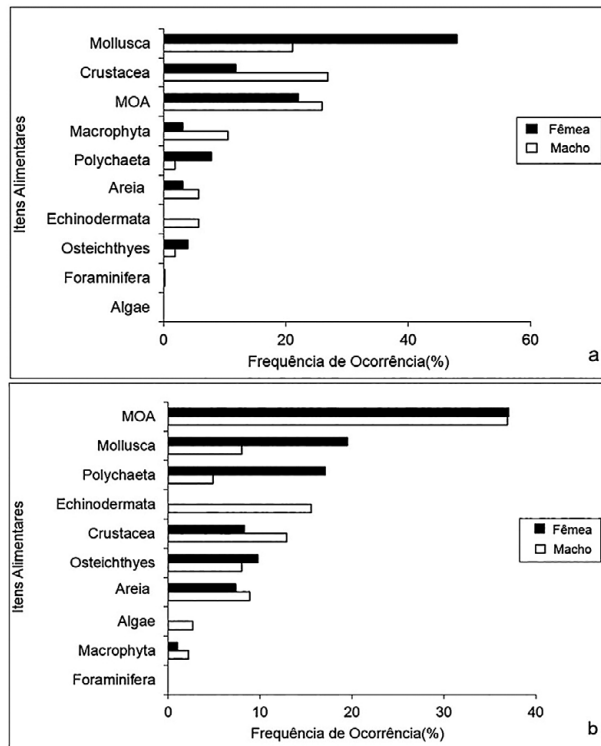 Itens Alimentares
Mollusca
Crustacea
MOA
Macrophyta
Polychaeta
Areia
Echinodermata
Osteichthyes
Foraminifera
Algae
Fêmea
Macho
0 20 40 60
Frequência de Ocorrência(%)
a
Itens Alimentares
MOA
Mollusca
Polychaeta
Echinodermata
Crustacea
Osteichthyes
Areia
Algae
Macrophyta
Foraminifera
Fêmea
Macho
0 10 20 30 40
Frequência de Ocorrência(%)
b